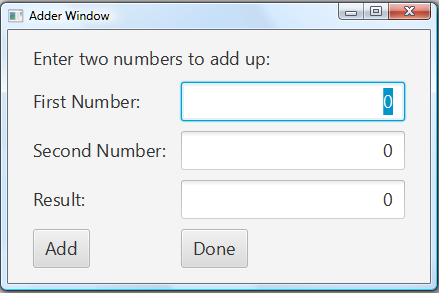 Adder Window
Enter two numbers to add up:
First Number: 0
Second Number: 0
Result: 0
Add Done